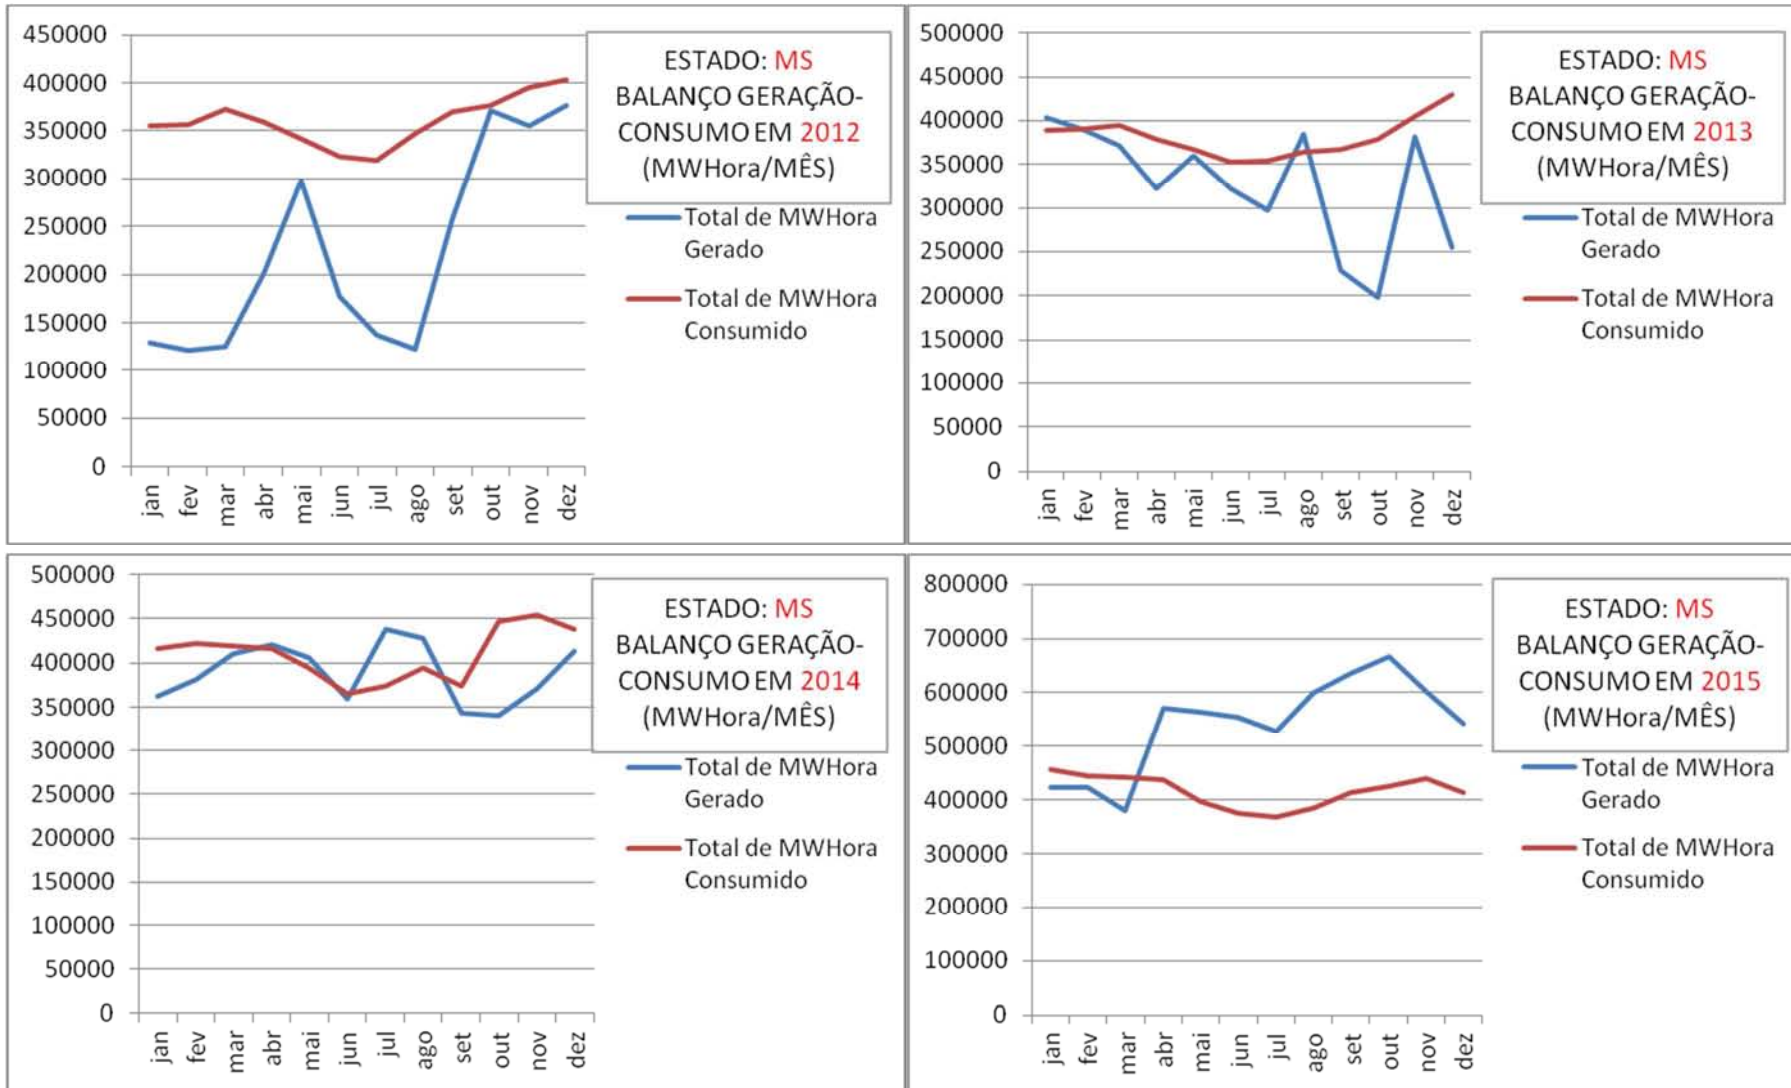 450000
400000
350000
300000
250000
200000
150000
100000
50000
0
jan
fev
mar
abr
mai
jun
jul
ago
set
out
nov
dez
ESTADO: MS
BALANÇO GERAÇÃO-
CONSUMO EM 2012
(MWHora/MÊS)
Total de MWHora
Gerado
Total de MWHora
Consumido
500000
450000
400000
350000
300000
250000
200000
150000
100000
50000
0
jan
fev
mar
abr
mai
jun
jul
ago
set
out
nov
dez
ESTADO: MS
BALANÇO GERAÇÃO-
CONSUMO EM 2013
(MWHora/MÊS)
Total de MWHora
Gerado
Total de MWHora
Consumido
500000
450000
400000
350000
300000
250000
200000
150000
100000
50000
0
jan
fev
mar
abr
mai
jun
jul
ago
set
out
nov
dez
ESTADO: MS
BALANÇO GERAÇÃO-
CONSUMO EM 2014
(MWHora/MÊS)
Total de MWHora
Gerado
Total de MWHora
Consumido
800000
700000
600000
500000
400000
300000
200000
100000
0
jan
fev
mar
abr
mai
jun
jul
ago
set
out
nov
dez
ESTADO: MS
BALANÇO GERAÇÃO-
CONSUMO EM 2015
(MWHora/MÊS)
Total de MWHora
Gerado
Total de MWHora
Consumido